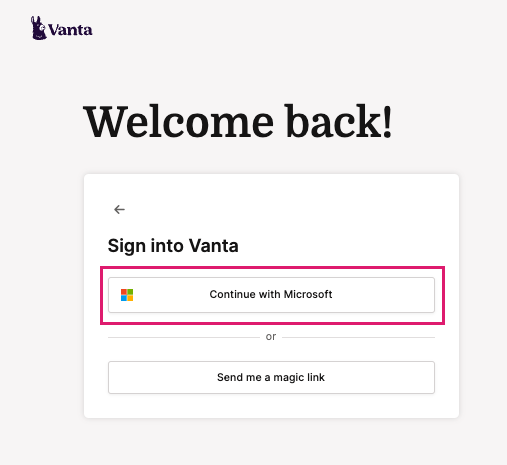 Vanta
Welcome back!
Sign into Vanta
Continue with Microsoft
or
Send me a magic link